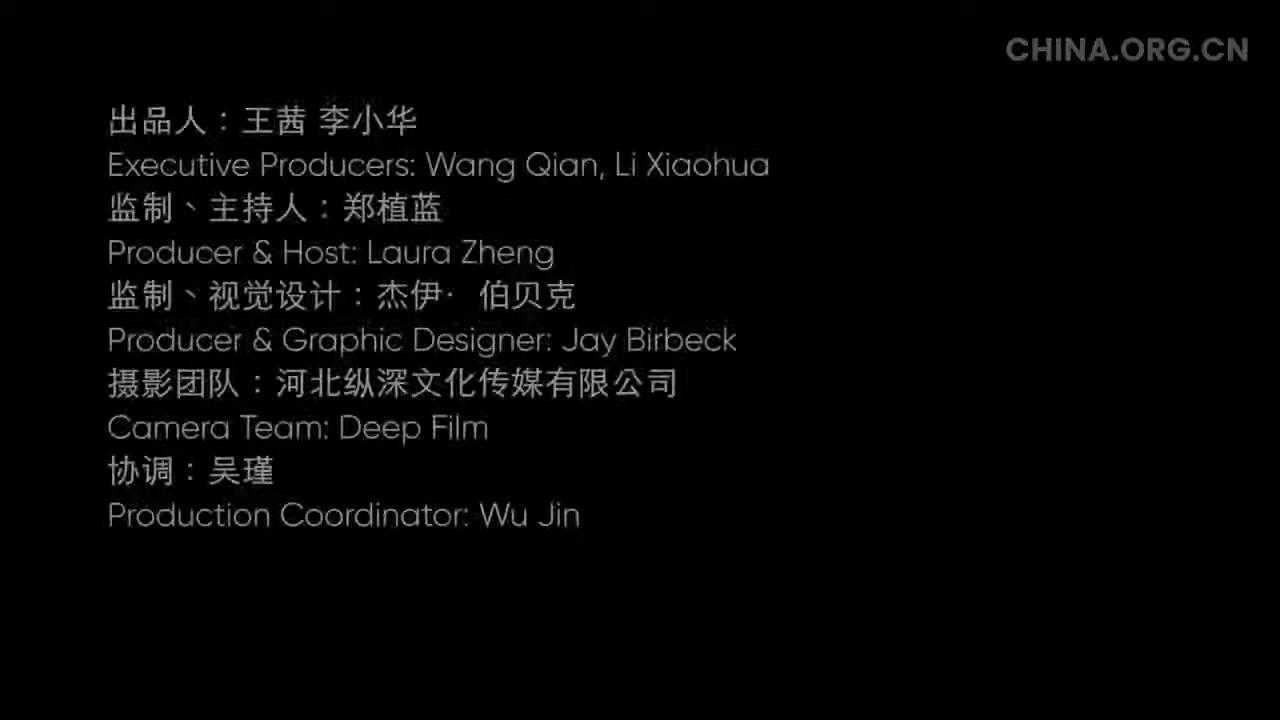 CHINA.ORG.CN
出品人：王茜 李小华
Executive Producers: Wang Qian, Li Xiaohua
监制、主持人：郑植蓝
Producer & Host: Laura Zheng
监制、视觉设计：杰伊· 伯贝克
Producer & Graphic Designer: Jay Birbeck
摄影团队：河北纵深文化传媒有限公司
Camera Team: Deep Film
协调：吴瑾
Production Coordinator: Wu Jin